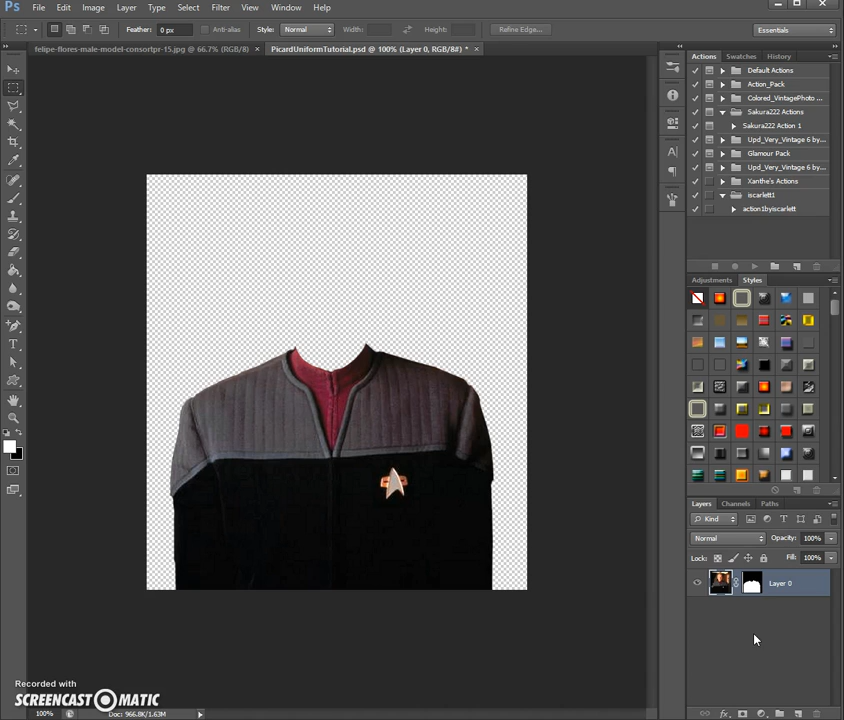 Ps File Edit Image Layer Type Select Filter View Window Help
Feather: 0 px Anti-alias Style: Normal Width: Height: Refine Edge... Essentials
felipe-flores-male-model-consortpr-15.jpg @ 66.7% (RGB/8) × PicardUniformTutorial.psd @ 100% (Layer 0, RGB/8#) * ×
Actions Swatches History
Default Actions
Action_Pack
Colored_VintagePhoto ...
Sakura222 Actions
Sakura222 Action 1
Upd_Very_Vintage 6 by...
Glamour Pack
Upd_Very_Vintage 6 by...
Xanthe's Actions
iscarlett1
action1byiscarlett
Adjustments Styles
Layers Channels Paths
Kind
Normal Opacity: 100%
Lock: Fill: 100%
Layer 0
Recorded with
SCREENCAST MATIC
100% Doc: 966.8K/1.63M